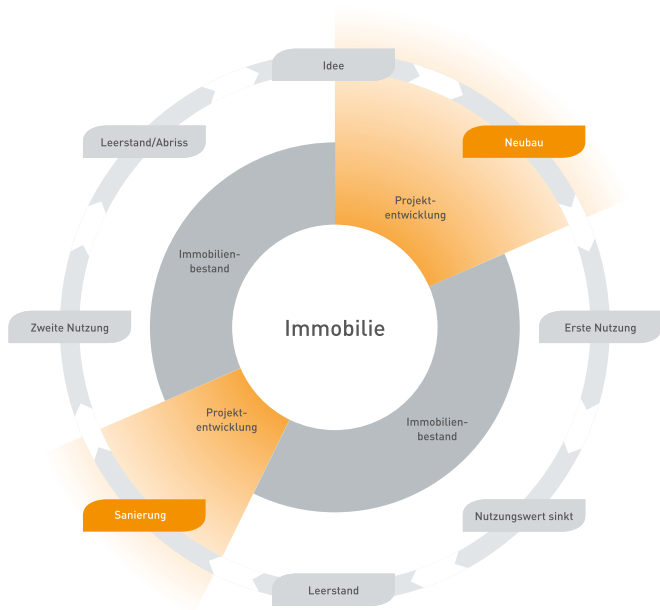 Idee
Leerstand/Abriss
Neubau
Projekt-
entwicklung
Immobilien-
bestand
Zweite Nutzung
Immobilie
Erste Nutzung
Projekt-
entwicklung
Immobilien-
bestand
Sanierung
Nutzungswert sinkt
Leerstand